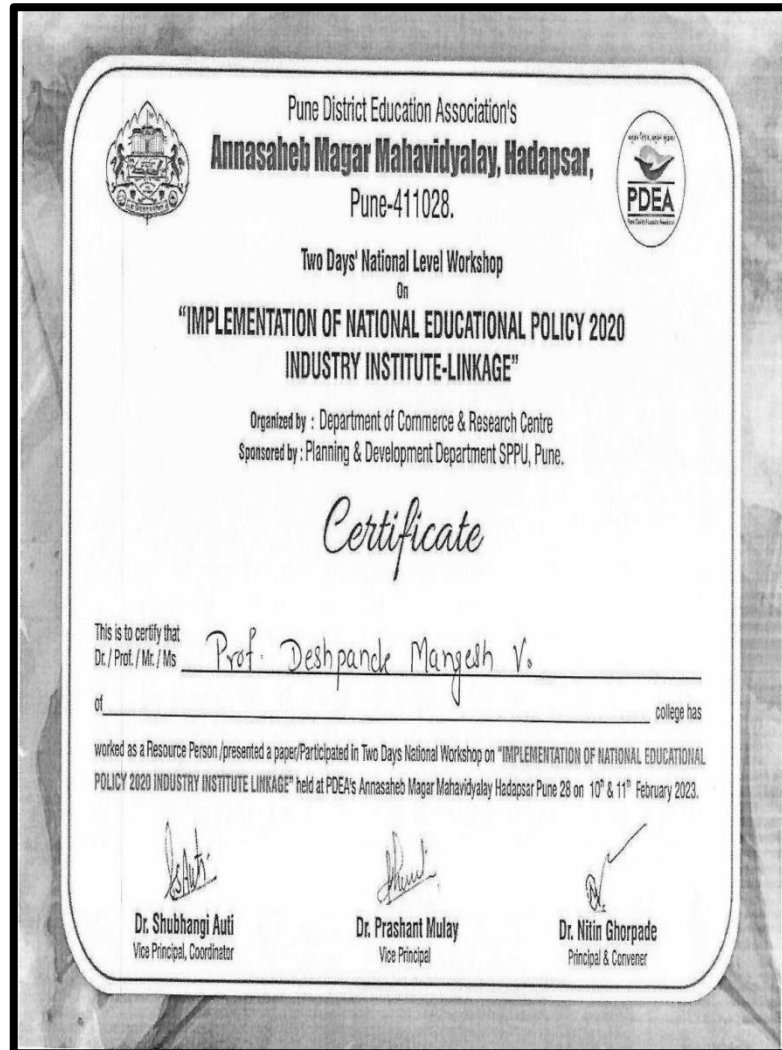 Pune District Education Association's
Annasaheb Magar Mahavidyalay, Hadapsar,
Pune-411028.
PDEA
Two Days' National Level Workshop
On
"IMPLEMENTATION OF NATIONAL EDUCATIONAL POLICY 2020
INDUSTRY INSTITUTE-LINKAGE"
Organized by : Department of Commerce & Research Centre
Sponsored by : Planning & Development Department SPPU, Pune.
Certificate
This is to certify that
Dr. / Prof. / Mr. / Ms Prof. Deshpande Mangesh V.
of college has
worked as a Resource Person /presented a paper/Participated in Two Days National Workshop on "IMPLEMENTATION OF NATIONAL EDUCATIONAL
POLICY 2020 INDUSTRY INSTITUTE LINKAGE" held at PDEA's Annasaheb Magar Mahavidyalay Hadapsar Pune 28 on 10th & 11th February 2023.
Dr. Shubhangi Auti
Vice Principal, Coordinator
Dr. Prashant Mulay
Vice Principal
Dr. Nitin Ghorpade
Principal & Convener